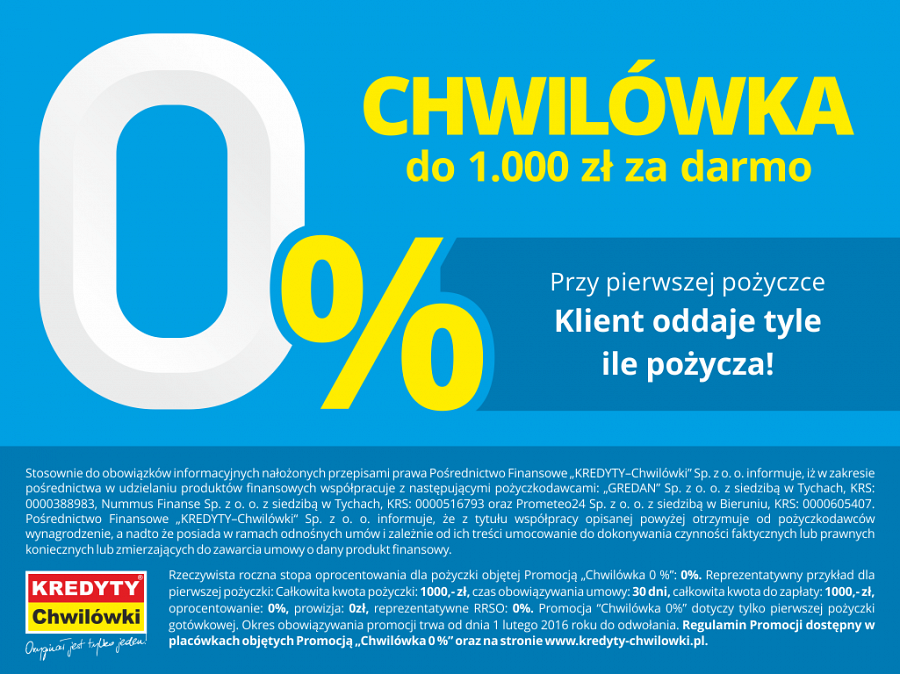 0%
CHWILÓWKA
do 1.000 zł za darmo
Przy pierwszej pożyczce
Klient oddaje tyle
ile pożycza!
Stosownie do obowiązków informacyjnych nałożonych przepisami prawa Pośrednictwo Finansowe „KREDYTY–Chwilówki” Sp. z o. o. informuje, iż w zakresie
pośrednictwa w udzielaniu produktów finansowych współpracuje z następującymi pożyczkodawcami: „GREDAN” Sp. z o. o. z siedzibą w Tychach, KRS:
0000388983, Nummus Finanse Sp. z o. o. z siedzibą w Tychach, KRS: 0000516793 oraz Prometeo24 Sp. z o. o. z siedzibą w Bieruniu, KRS: 0000605407.
Pośrednictwo Finansowe „KREDYTY–Chwilówki” Sp. z o. o. informuje, że z tytułu współpracy opisanej powyżej otrzymuje od pożyczkodawców
wynagrodzenie, a nadto że posiada w ramach odnośnych umów i zależnie od ich treści umocowanie do dokonywania czynności faktycznych lub prawnych
koniecznych lub zmierzających do zawarcia umowy o dany produkt finansowy.
KREDYTY®
Chwilówki
Oryginał jest tylko jeden!
Rzeczywista roczna stopa oprocentowania dla pożyczki objętej Promocją „Chwilówka 0 %”: 0%. Reprezentatywny przykład dla
pierwszej pożyczki: Całkowita kwota pożyczki: 1000,- zł, czas obowiązywania umowy: 30 dni, całkowita kwota do zapłaty: 1000,- zł,
oprocentowanie: 0%, prowizja: 0zł, reprezentatywne RRSO: 0%. Promocja “Chwilówka 0%” dotyczy tylko pierwszej pożyczki
gotówkowej. Okres obowiązywania promocji trwa od dnia 1 lutego 2016 roku do odwołania. Regulamin Promocji dostępny w
placówkach objętych Promocją „Chwilówka 0 %” oraz na stronie www.kredyty-chwilowki.pl.